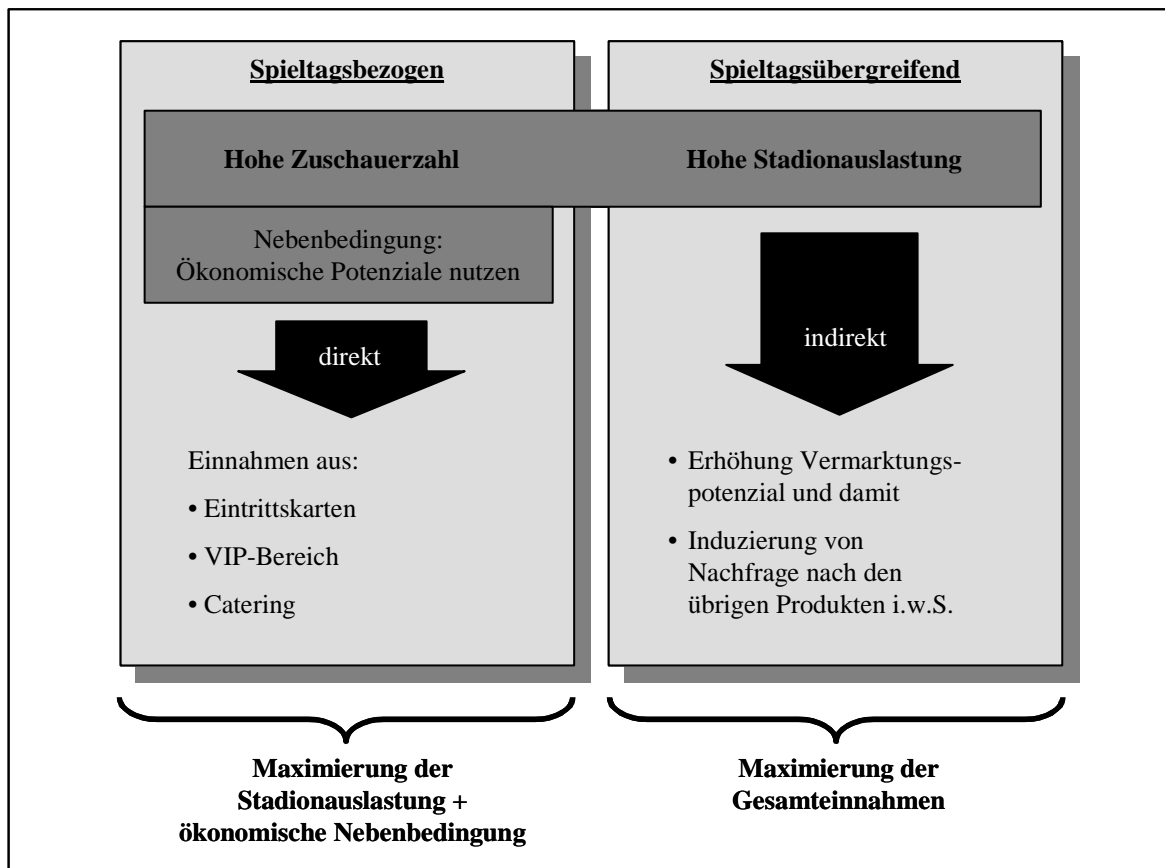 Spieltagsbezogen
Spieltagsübergreifend
Hohe Zuschauerzahl
Hohe Stadionauslastung
Nebenbedingung:
Ökonomische Potenziale nutzen
direkt
indirekt
Einnahmen aus:
• Eintrittskarten
• VIP-Bereich
• Catering
• Erhöhung Vermarktungs-
potenzial und damit
• Induzierung von
Nachfrage nach den
übrigen Produkten i.w.S.
Maximierung der
Stadionauslastung +
ökonomische Nebenbedingung
Maximierung der
Gesamteinnahmen